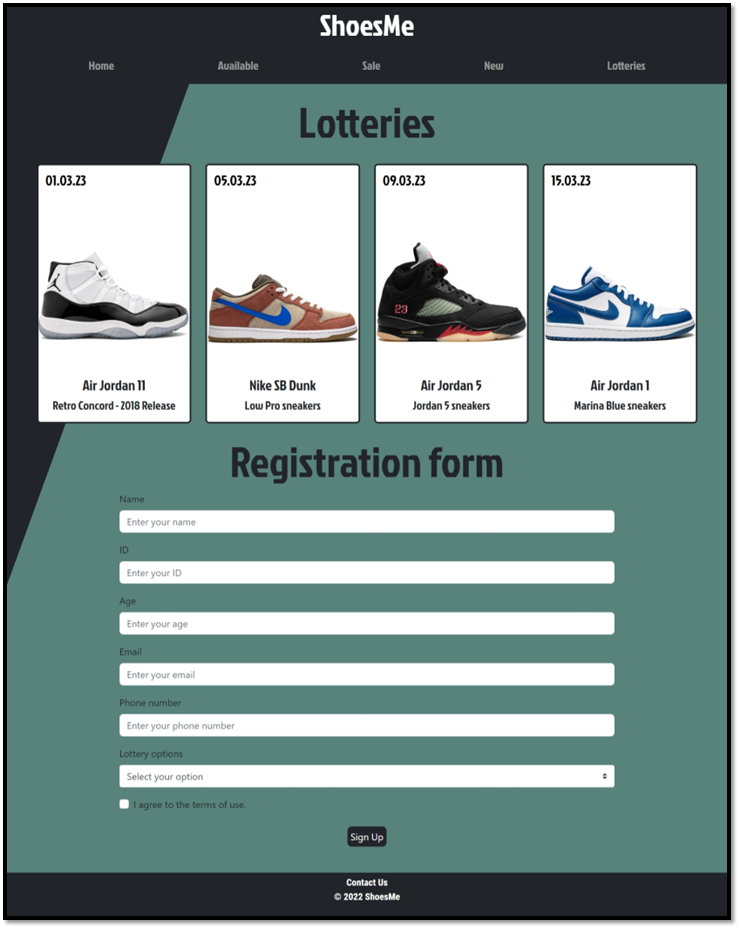 ShoesMe
Home Available Sale New Lotteries
Lotteries
01.03.23
Air Jordan 11
Retro Concord - 2018 Release
05.03.23
Nike SB Dunk
Low Pro sneakers
09.03.23
23
Air Jordan 5
Jordan 5 sneakers
15.03.23
Air Jordan 1
Marina Blue sneakers
Registration form
Name
Enter your name
ID
Enter your ID
Age
Enter your age
Email
Enter your email
Phone number
Enter your phone number
Lottery options
Select your option
I agree to the terms of use.
Sign Up
Contact Us
© 2022 ShoesMe